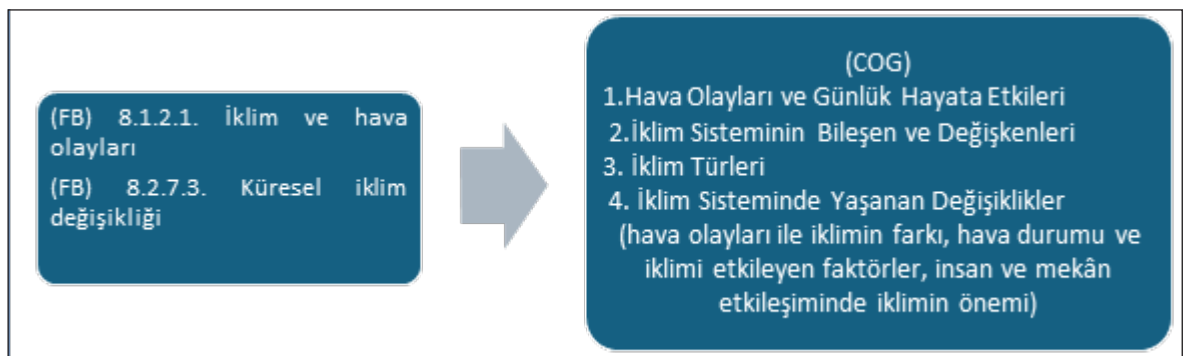 (FB) 8.1.2.1. İklim ve hava
olayları
(FB) 8.2.7.3. Küresel iklim
değişikliği
(COG)
1.Hava Olayları ve Günlük Hayata Etkileri
2.İklim Sisteminin Bileşen ve Değişkenleri
3. İklim Türleri
4. İklim Sisteminde Yaşanan Değişiklikler
(hava olayları ile iklimin farkı, hava durumu ve
iklimi etkileyen faktörler, insan ve mekân
etkileşiminde iklimin önemi)